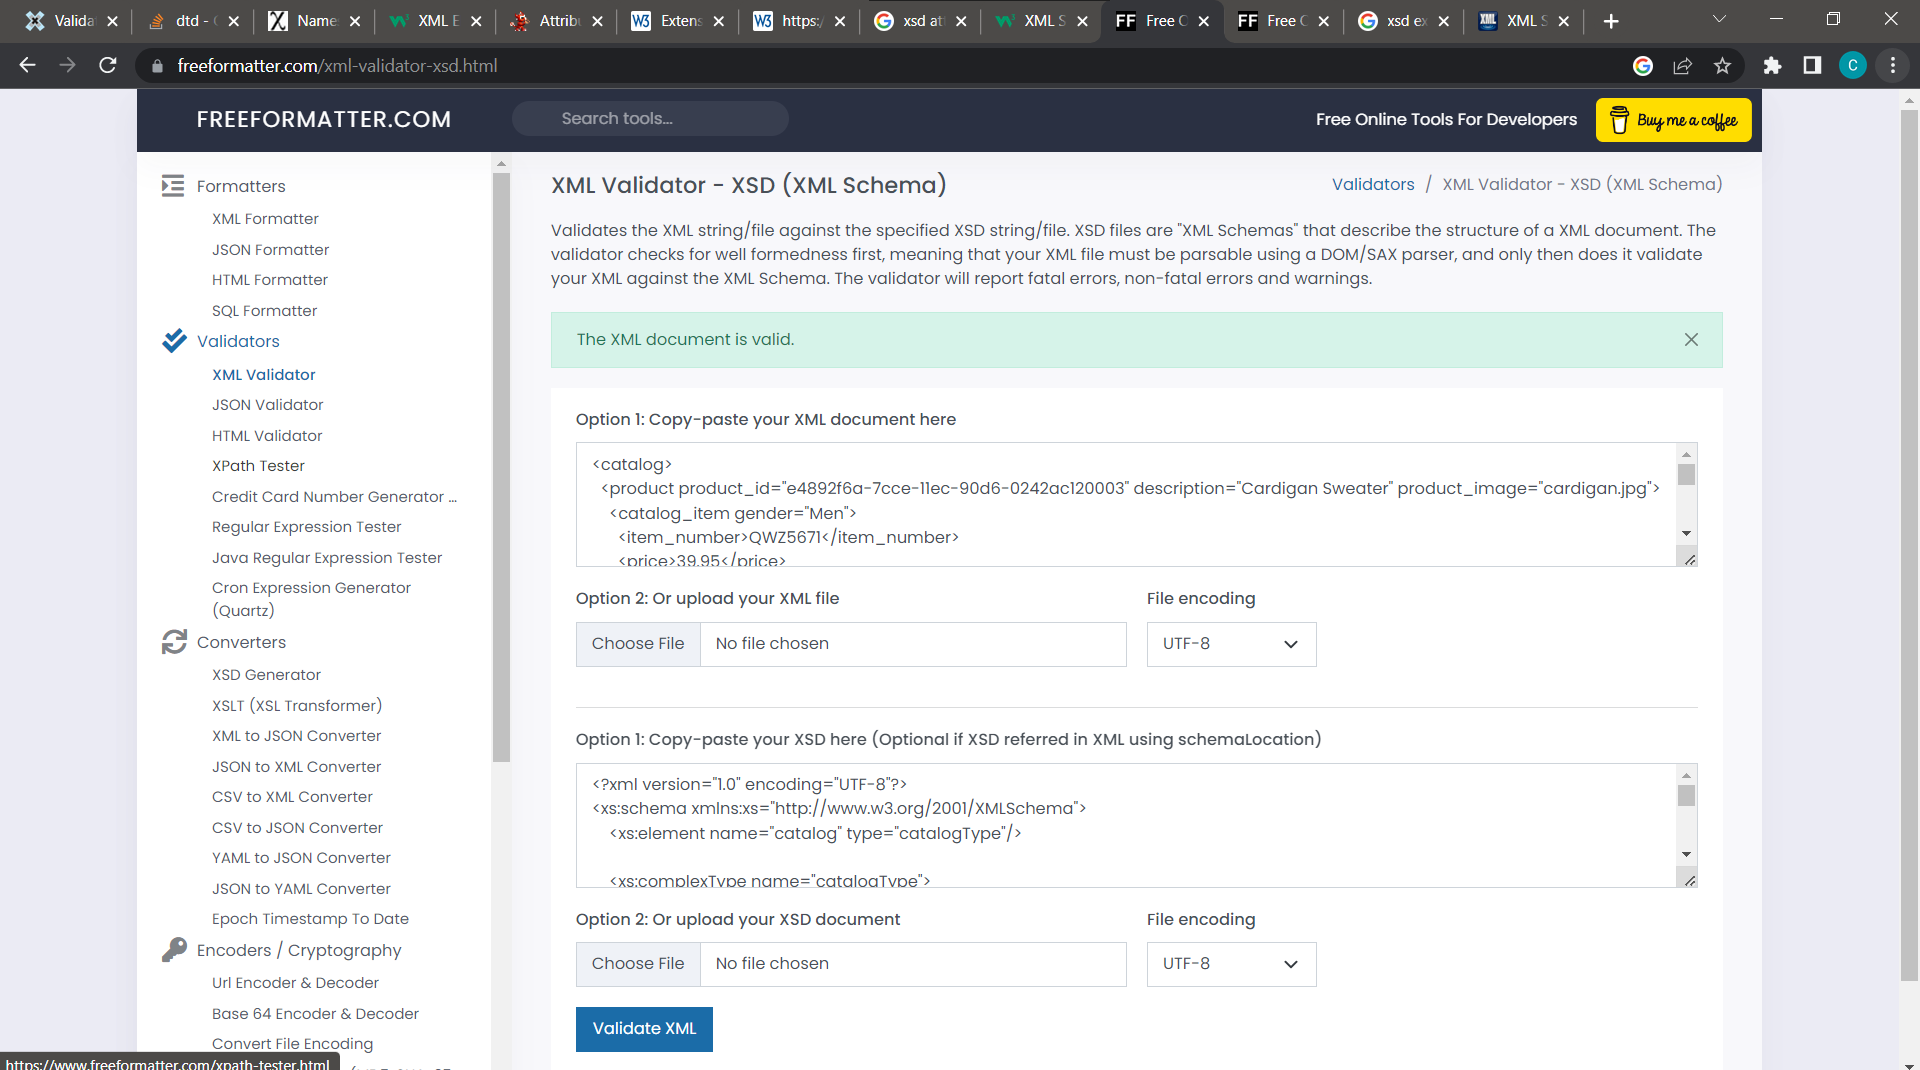 Valida
dtd -
Name
XML E
Attribu
Extens
https:/
xsd at
XML S
Free C
Free C
xsd ex
XML S
freeformatter.com/xml-validator-xsd.html
C
FREEFORMATTER.COM
Search tools...
Free Online Tools For Developers
Buy me a coffee
Formatters
XML Formatter
JSON Formatter
HTML Formatter
SQL Formatter
Validators
XML Validator
JSON Validator
HTML Validator
XPath Tester
Credit Card Number Generator ...
Regular Expression Tester
Java Regular Expression Tester
Cron Expression Generator
(Quartz)
Converters
XSD Generator
XSLT (XSL Transformer)
XML to JSON Converter
JSON to XML Converter
CSV to XML Converter
CSV to JSON Converter
YAML to JSON Converter
JSON to YAML Converter
Epoch Timestamp To Date
Encoders / Cryptography
Url Encoder & Decoder
Base 64 Encoder & Decoder
Convert File Encoding
https://www.freeformatter.com/xpath-tester.html
XML Validator - XSD (XML Schema)
Validators / XML Validator - XSD (XML Schema)
Validates the XML string/file against the specified XSD string/file. XSD files are "XML Schemas" that describe the structure of a XML document. The
validator checks for well formedness first, meaning that your XML file must be parsable using a DOM/SAX parser, and only then does it validate
your XML against the XML Schema. The validator will report fatal errors, non-fatal errors and warnings.
The XML document is valid.
Option 1: Copy-paste your XML document here
<catalog>
<product product_id="e4892f6a-7cce-11ec-90d6-0242ac120003" description="Cardigan Sweater" product_image="cardigan.jpg">
<catalog_item gender="Men">
<item_number>QWZ5671</item_number>
<price>39.95</price>
Option 2: Or upload your XML file
File encoding
Choose File
No file chosen
UTF-8
Option 1: Copy-paste your XSD here (Optional if XSD referred in XML using schemaLocation)
<?xml version="1.0" encoding="UTF-8"?>
<xs:schema xmlns:xs="http://www.w3.org/2001/XMLSchema">
<xs:element name="catalog" type="catalogType"/>
<xs:complexType name="catalogType">
Option 2: Or upload your XSD document
File encoding
Choose File
No file chosen
UTF-8
Validate XML